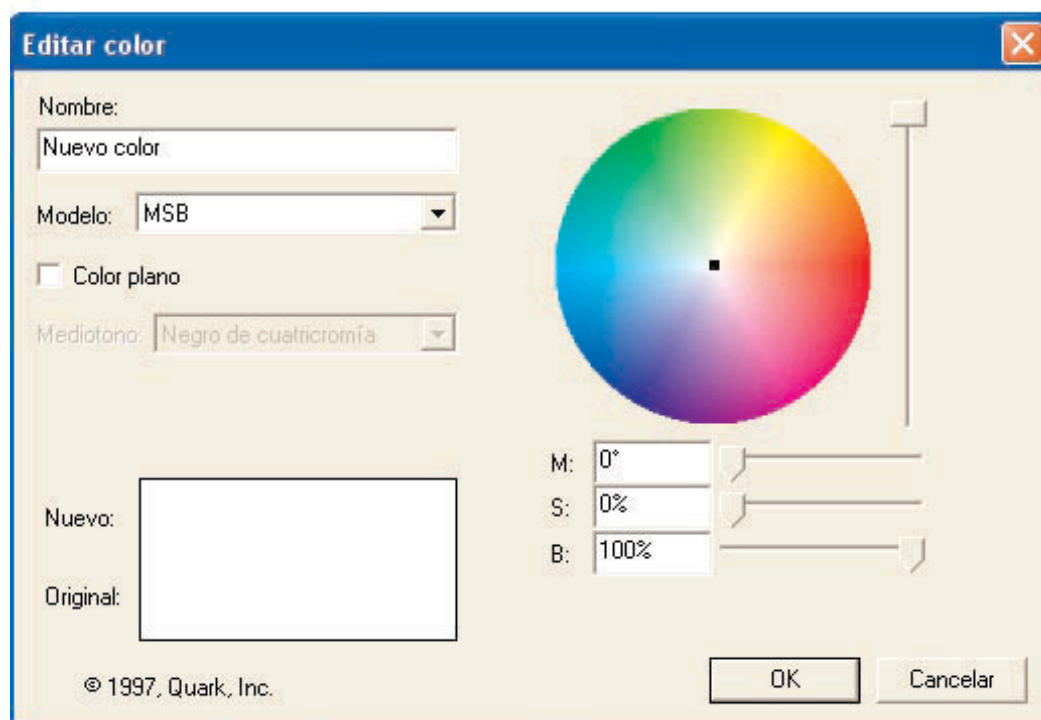 Editar color
Nombre:
Nuevo color
Modelo: MSB
Color plano
Mediotono: Negro de cuatricromía
M: 0°
S: 0%
B: 100%
Nuevo:
Original:
© 1997, Quark, Inc.
OK Cancelar